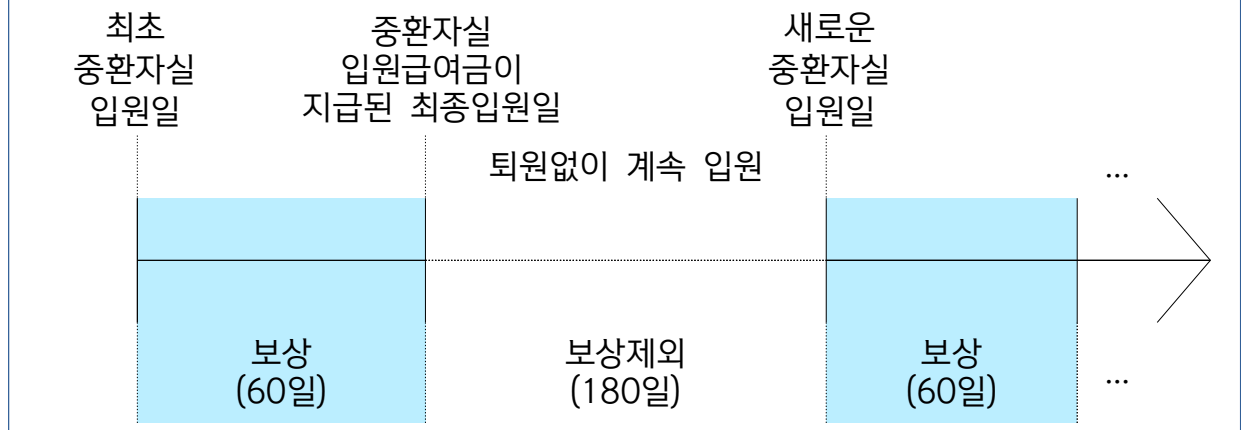 최초
중환자실
입원일
중환자실
입원급여금이
지급된 최종입원일
새로운
중환자실
입원일
퇴원없이 계속 입원
...
보상
(60일)
보상제외
(180일)
보상
(60일)
...